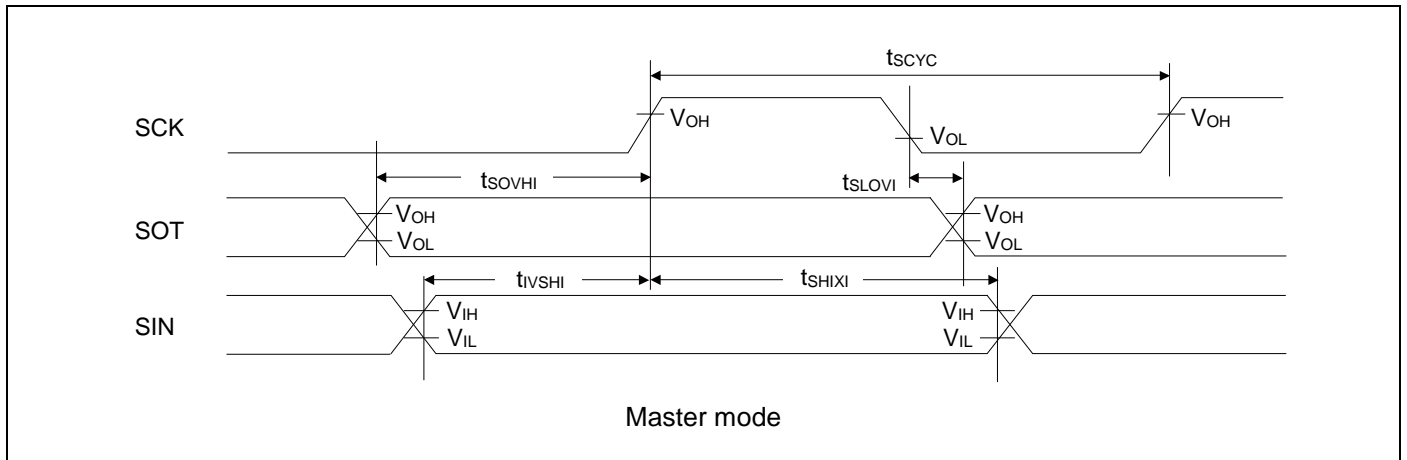 tSCYC
SCK
VOH
VOL
VOH
tSOVHI
tSLOVI
SOT
VOH
VOL
VOH
VOL
tIVSHI
tSHIXI
SIN
VIH
VIL
VIH
VIL
Master mode